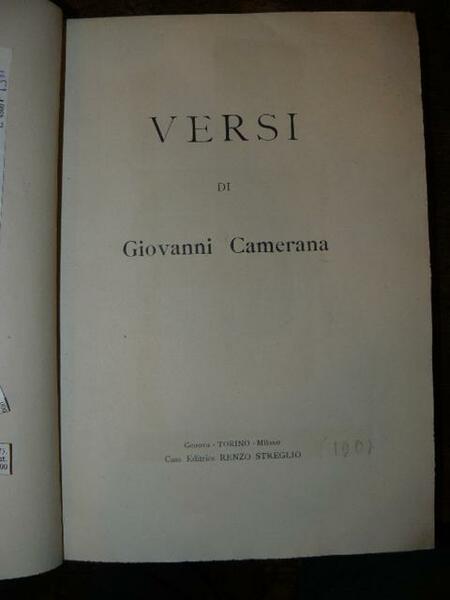 VERSI
DI
Giovanni Camerana
Genova - TORINO - Milano
Casa Editrice RENZO STREGLIO